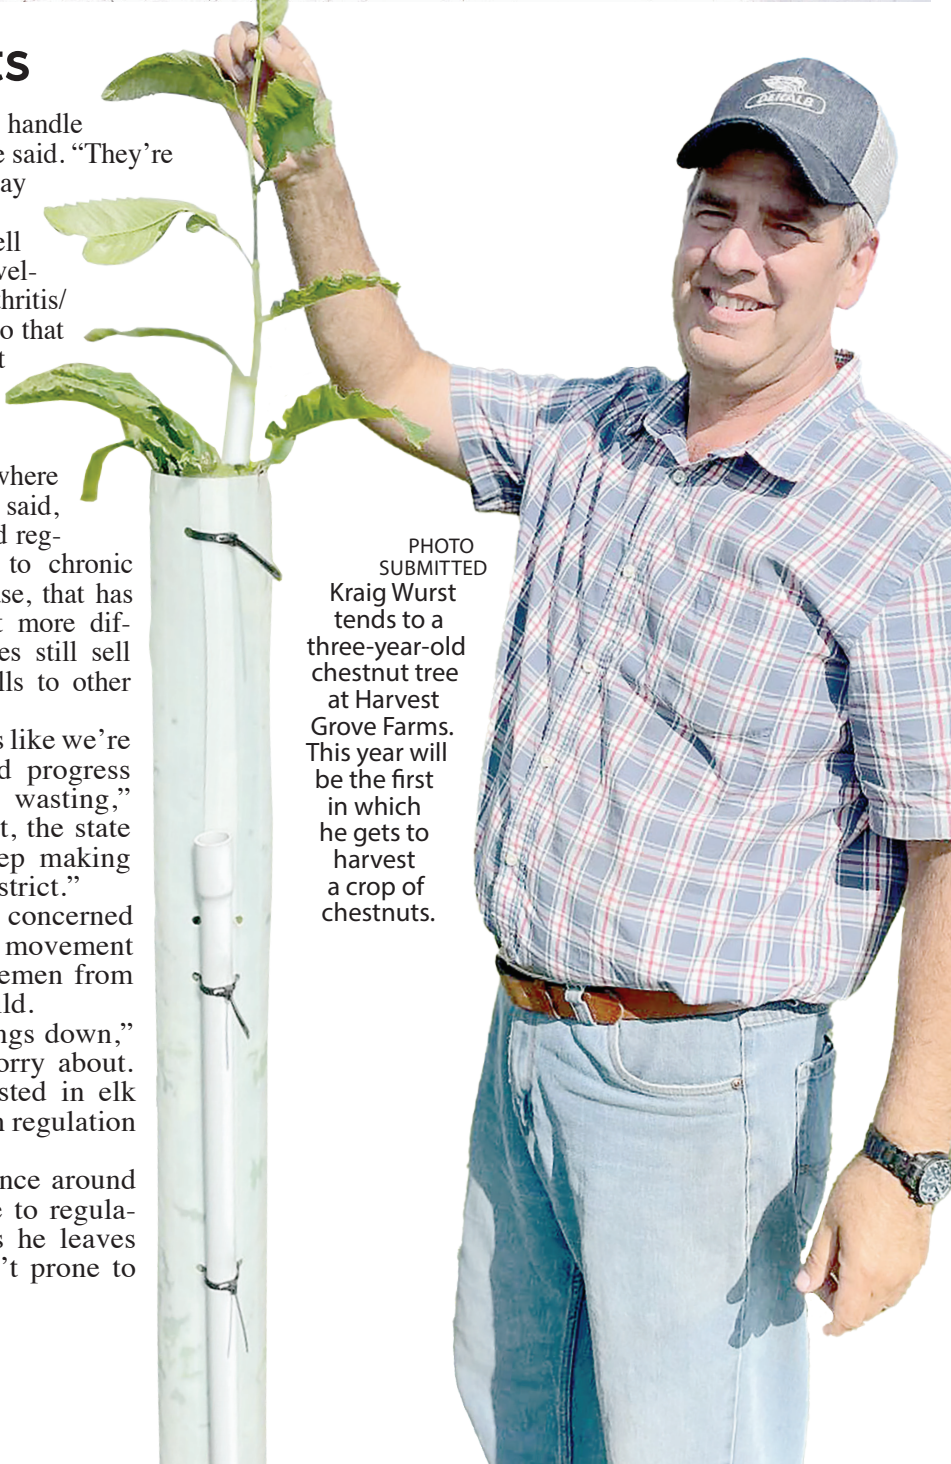 ts
handle
e said. “They’re
ay
ell
vel-
thritis/
o that
t
where
said,
d reg-
to chronic
se, that has
t more dif-
es still sell
lls to other
s like we’re
d progress
wasting,”
t, the state
ep making
strict.”
concerned
movement
emen from
ld.
ngs down,”
orry about.
sted in elk
n regulation
nce around
e to regula-
s he leaves
’t prone to
DEKALB
PHOTO
SUBMITTED
Kraig Wurst
tends to a
three-year-old
chestnut tree
at Harvest
Grove Farms.
This year will
be the first
in which
he gets to
harvest
a crop of
chestnuts.